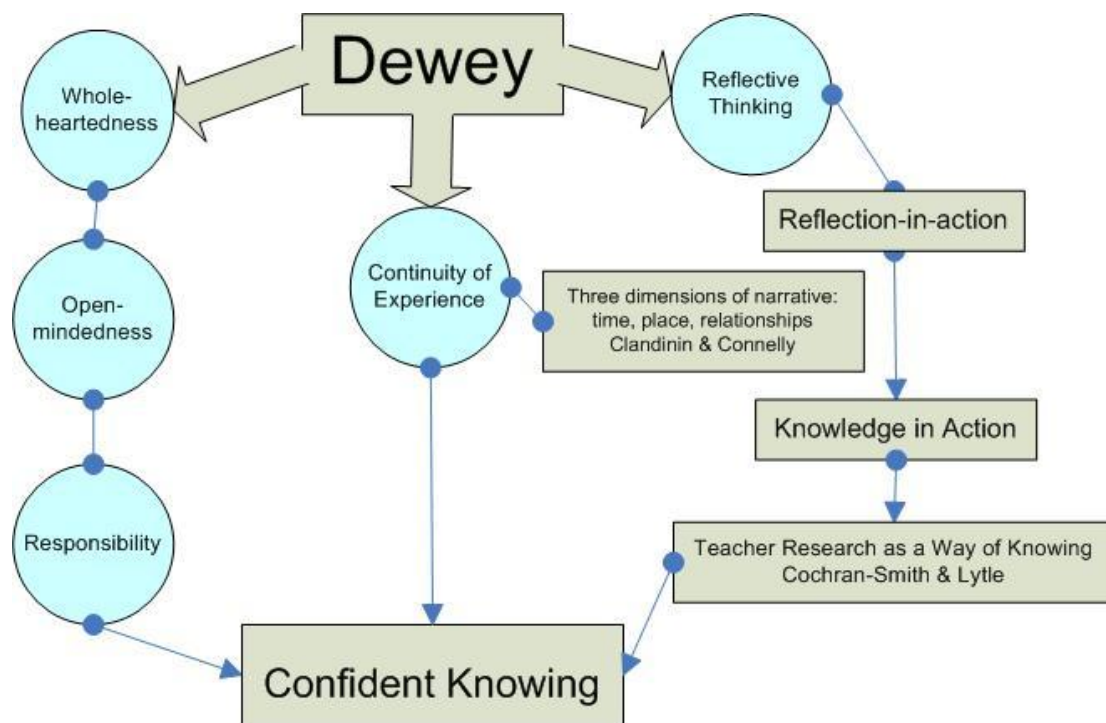 Dewey
Whole-
heartedness
Reflective
Thinking
Reflection-in-action
Open-
mindedness
Continuity of
Experience
Three dimensions of narrative:
time, place, relationships
Clandinin & Connelly
Knowledge in Action
Responsibility
Teacher Research as a Way of Knowing
Cochran-Smith & Lytle
Confident Knowing